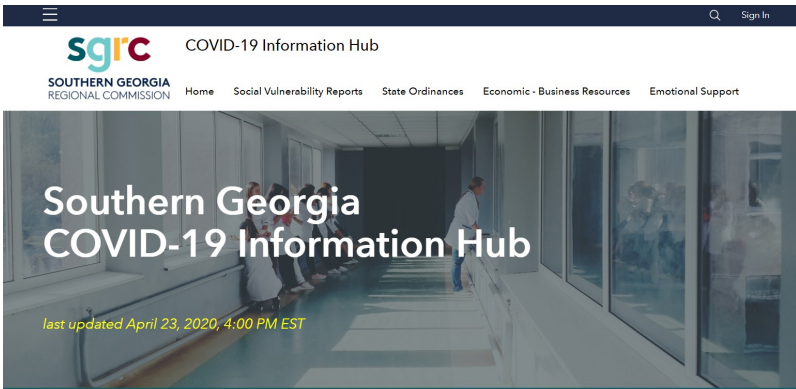 Sign In
sgrc
SOUTHERN GEORGIA
REGIONAL COMMISSION
COVID-19 Information Hub
Home Social Vulnerability Reports State Ordinances Economic - Business Resources Emotional Support
Southern Georgia
COVID-19 Information Hub
last updated April 23, 2020, 4:00 PM EST